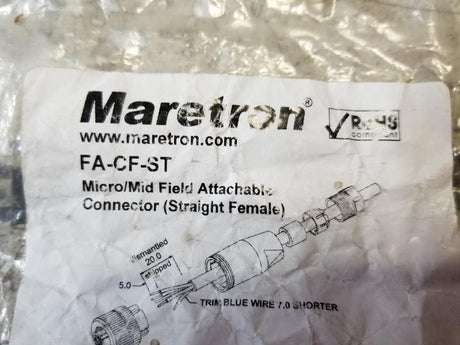 Maretron®
RoHS
compliant
www.maretron.com
FA-CF-ST
Micro/Mid Field Attachable
Connector (Straight Female)
dismantled
20.0
stripped
5.0
TRIM BLUE WIRE 7.0 SHORTER